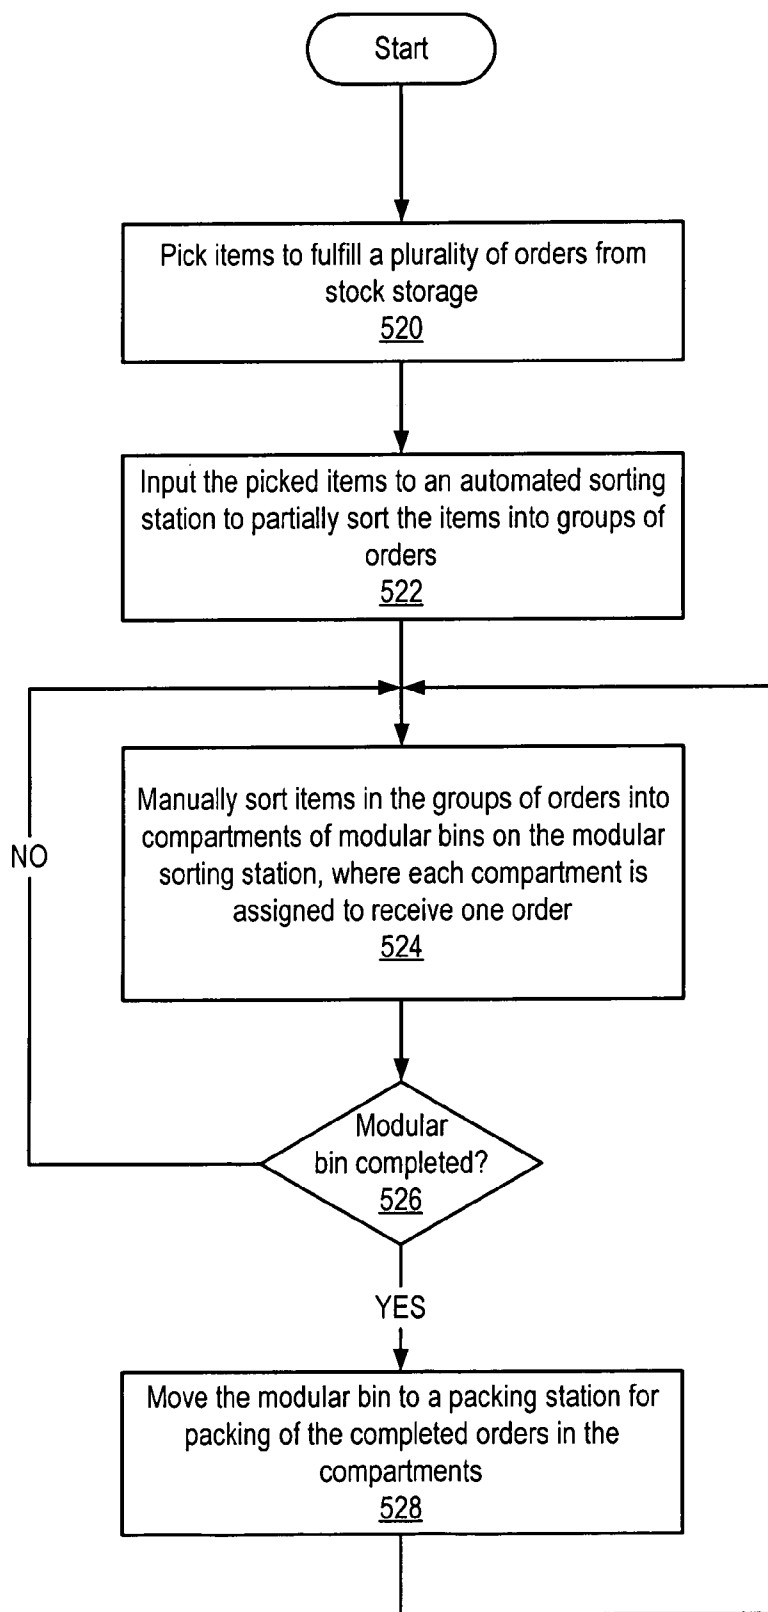 Start
Pick items to fulfill a plurality of orders from
stock storage
520
Input the picked items to an automated sorting
station to partially sort the items into groups of
orders
522
Manually sort items in the groups of orders into
compartments of modular bins on the modular
sorting station, where each compartment is
assigned to receive one order
524
NO
Modular
bin completed?
526
YES
Move the modular bin to a packing station for
packing of the completed orders in the
compartments
528